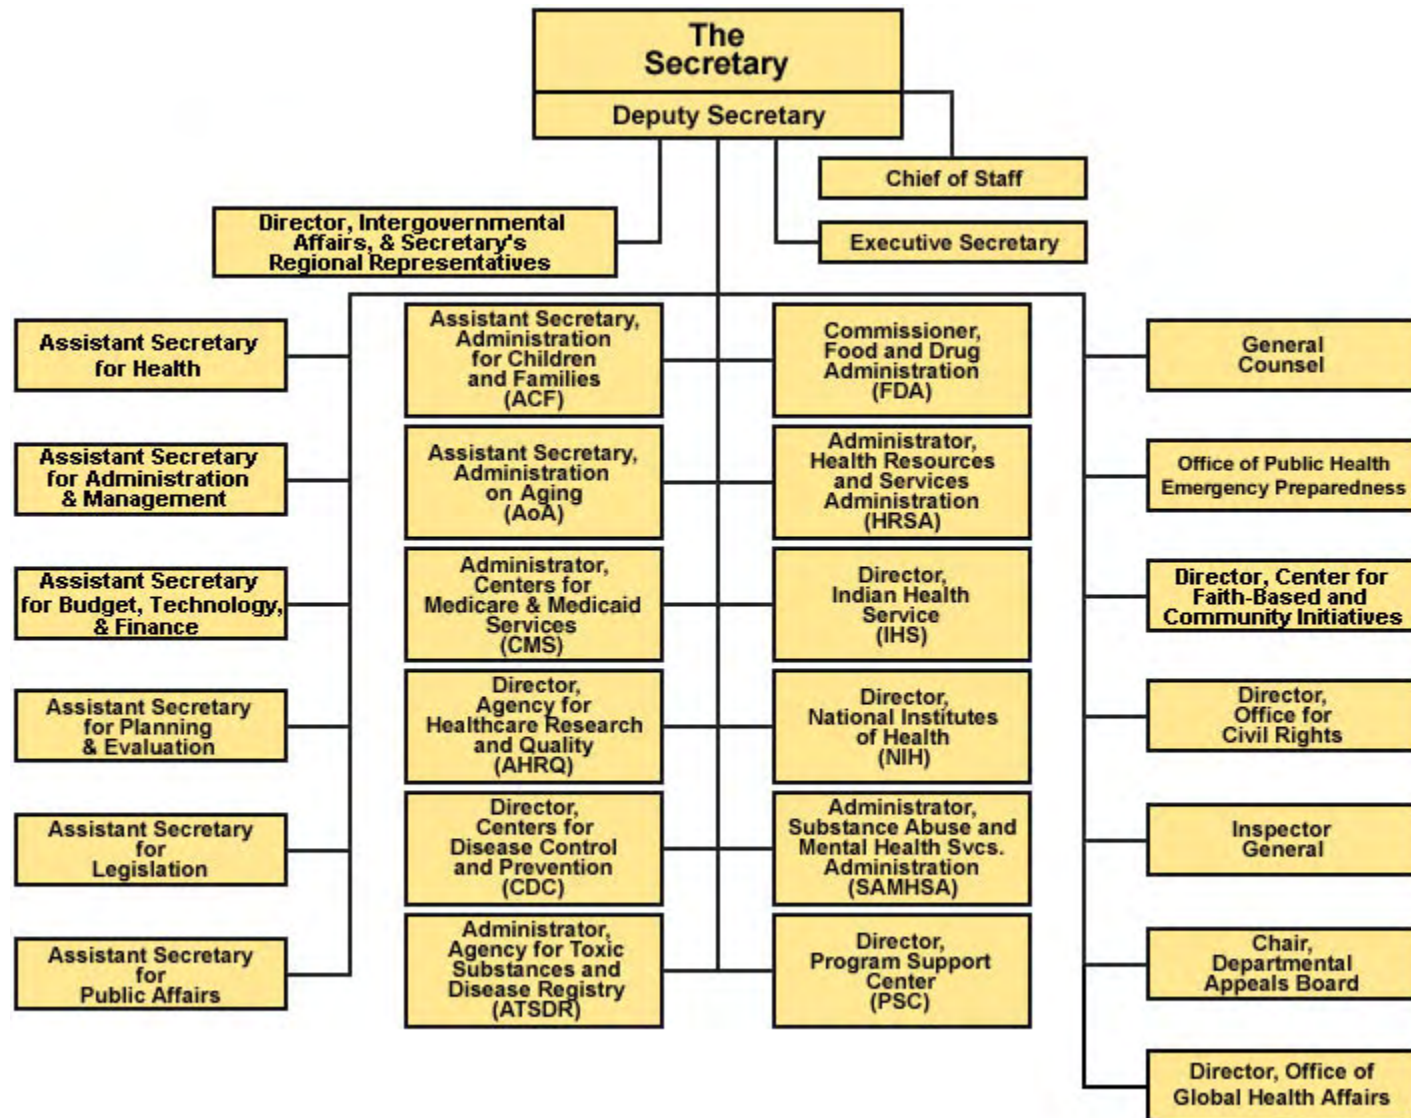 The
Secretary
Deputy Secretary
Chief of Staff
Director, Intergovernmental
Affairs, & Secretary's
Regional Representatives
Executive Secretary
Assistant Secretary
for Health
Assistant Secretary
for Administration
& Management
Assistant Secretary
for Budget, Technology,
& Finance
Assistant Secretary
for Planning
& Evaluation
Assistant Secretary
for
Legislation
Assistant Secretary
for
Public Affairs
Assistant Secretary,
Administration
for Children
and Families
(ACF)
Assistant Secretary,
Administration
on Aging
(AoA)
Administrator,
Centers for
Medicare & Medicaid
Services
(CMS)
Director,
Agency for
Healthcare Research
and Quality
(AHRQ)
Director,
Centers for
Disease Control
and Prevention
(CDC)
Administrator,
Agency for Toxic
Substances and
Disease Registry
(ATSDR)
Commissioner,
Food and Drug
Administration
(FDA)
Administrator,
Health Resources
and Services
Administration
(HRSA)
Director,
Indian Health
Service
(IHS)
Director,
National Institutes
of Health
(NIH)
Administrator,
Substance Abuse and
Mental Health Svcs.
Administration
(SAMHSA)
Director,
Program Support
Center
(PSC)
General
Counsel
Office of Public Health
Emergency Preparedness
Director, Center for
Faith-Based and
Community Initiatives
Director,
Office for
Civil Rights
Inspector
General
Chair,
Departmental
Appeals Board
Director, Office of
Global Health Affairs